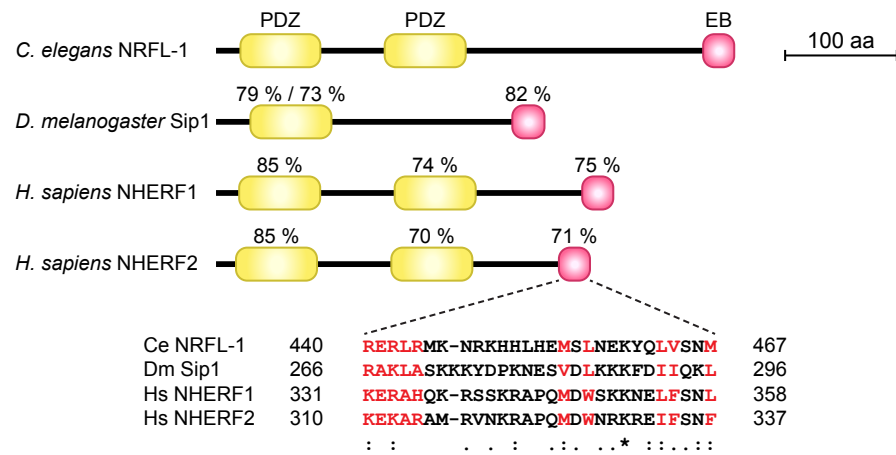 PDZ PDZ EB
C. elegans NRFL-1
100 aa
79 % / 73 % 82 %
D. melanogaster Sip1
85 % 74 % 75 %
H. sapiens NHERF1
85 % 70 % 71 %
H. sapiens NHERF2
Ce NRFL-1 440 RERLRMK-NRKHHLHEMSLNEKYQLVSNM 467
Dm Sip1 266 RAKLASKKKYDPKNESVDLKKKFDIIQKL 296
Hs NHERF1 331 KERAHQK-RSSKRAPQMDWSKKNELFSNL 358
Hs NHERF2 310 KEKARAM-RVNKRAPQMDWNRKREIFSNF 337
: : . . : . .: . ..* ::..::